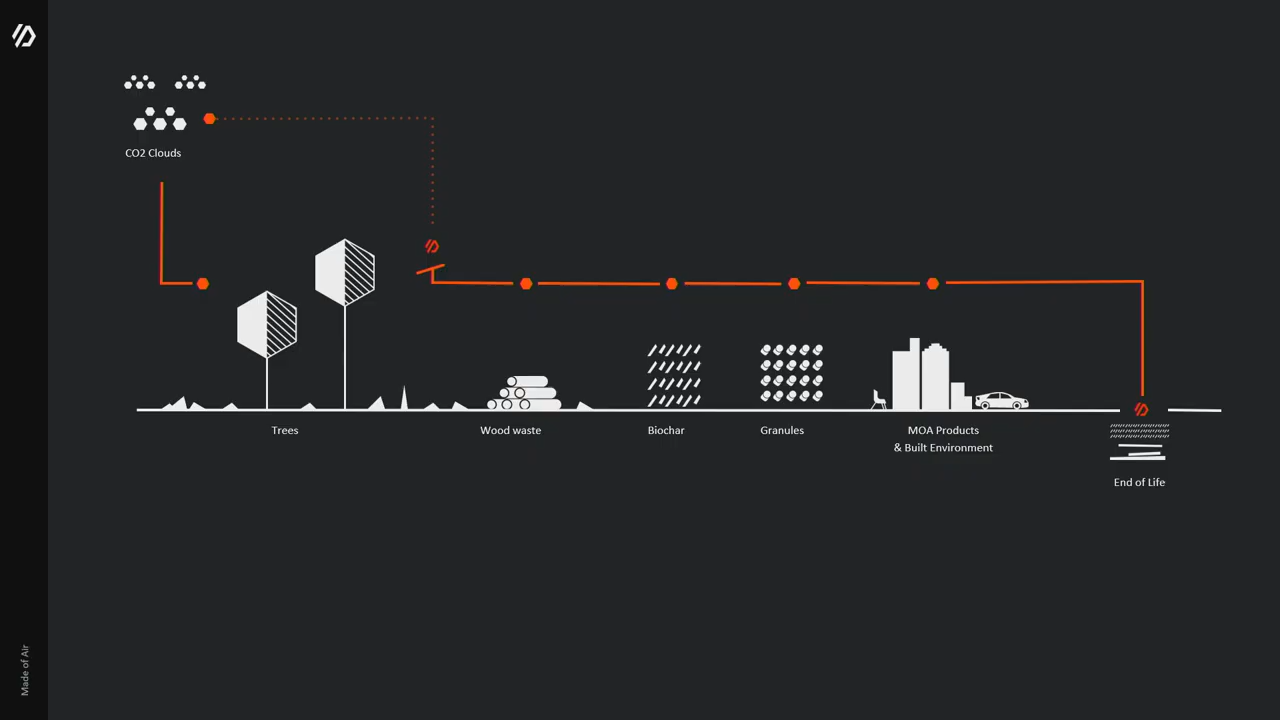 CO2 Clouds
Trees
Wood waste
Biochar
Granules
MOA Products
& Built Environment
End of Life
Made of Air